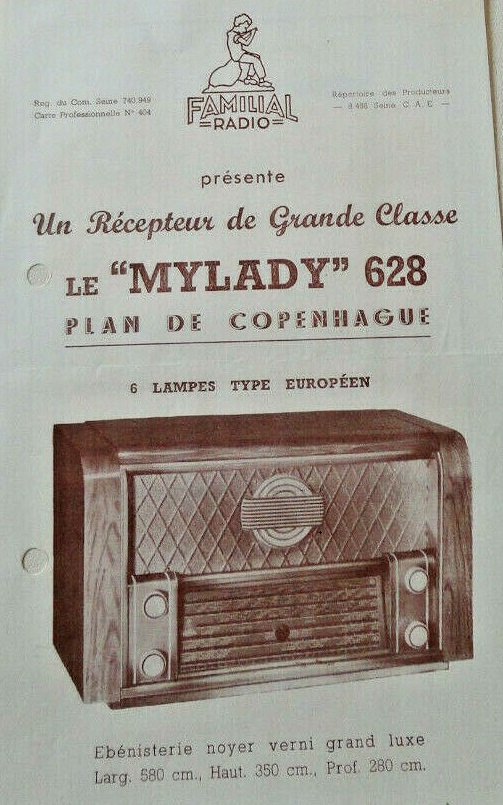 FAMILIAL
RADIO
Reg. du Com. Seine 740.949
Carte Professionnelle N° 404
Répertoire des Producteurs
— 8 486 Seine C. A. E —
présente
Un Récepteur de Grande Classe
LE "MYLADY" 628
PLAN DE COPENHAGUE
6 LAMPES TYPE EUROPÉEN
Ebénisterie noyer verni grand luxe
Larg. 580 cm., Haut. 350 cm., Prof. 280 cm.